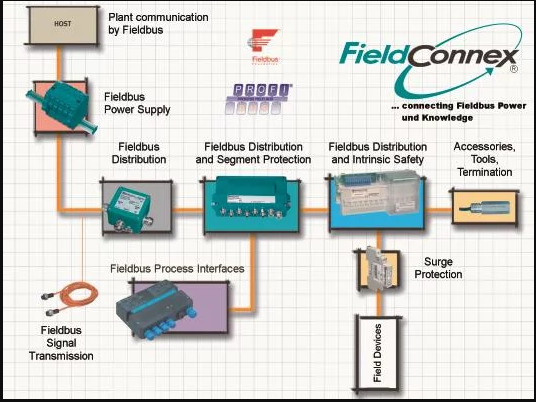 HOST
Plant communication
by Fieldbus
Fieldbus
Foundation
FieldConnex®
... connecting Fieldbus Power
und Knowledge
PROFI
Fieldbus
Power Supply
Fieldbus
Distribution
Fieldbus Distribution
and Segment Protection
Fieldbus Distribution
and Intrinsic Safety
Accessories,
Tools,
Termination
Fieldbus Process Interfaces
Surge
Protection
Fieldbus
Signal
Transmission
Field Devices